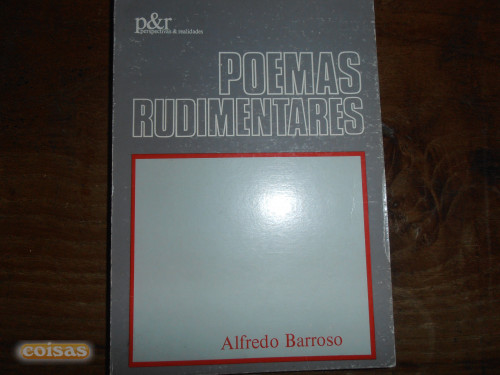 p&r
perspectivas & realidades
POEMAS
RUDIMENTARES
Alfredo Barroso
coisas